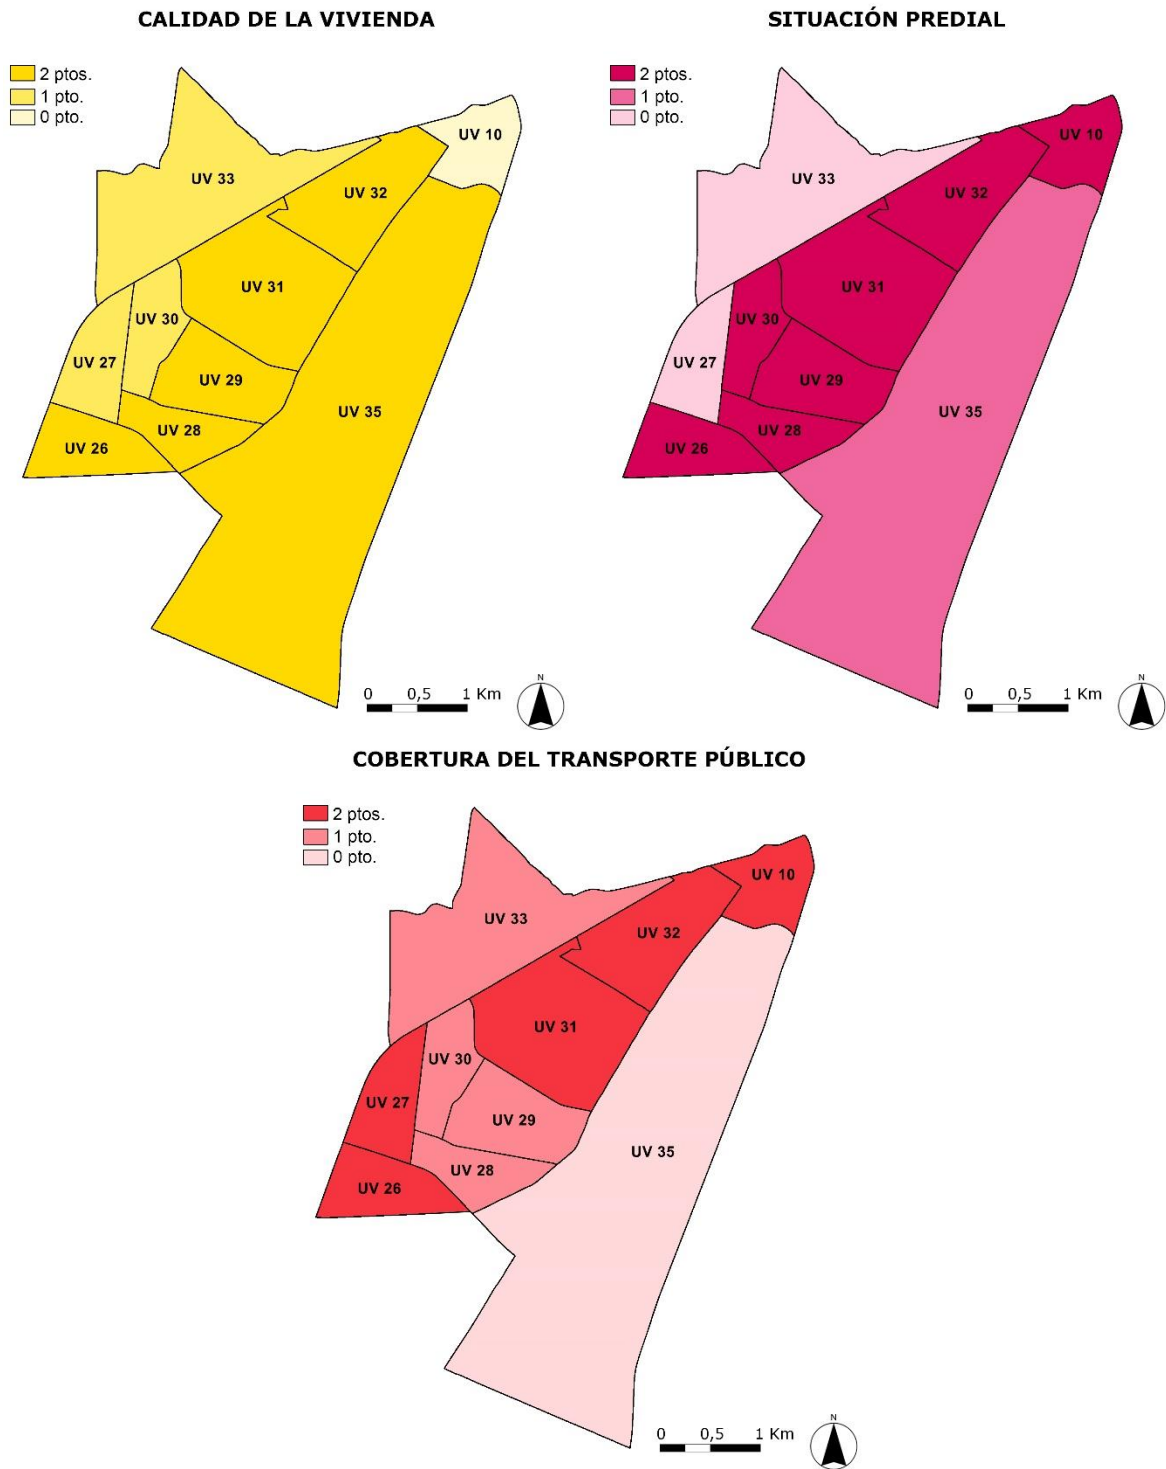 CALIDAD DE LA VIVIENDA
2 ptos.
1 pto.
0 pto.
UV 10
UV 33
UV 32
UV 31
UV 30
UV 27
UV 29
UV 35
UV 28
UV 26
0 0,5 1 Km
N
SITUACIÓN PREDIAL
2 ptos.
1 pto.
0 pto.
UV 10
UV 33
UV 32
UV 31
UV 30
UV 27
UV 29
UV 35
UV 28
UV 26
0 0,5 1 Km
N
COBERTURA DEL TRANSPORTE PÚBLICO
2 ptos.
1 pto.
0 pto.
UV 10
UV 33
UV 32
UV 31
UV 30
UV 27
UV 29
UV 35
UV 28
UV 26
0 0,5 1 Km
N